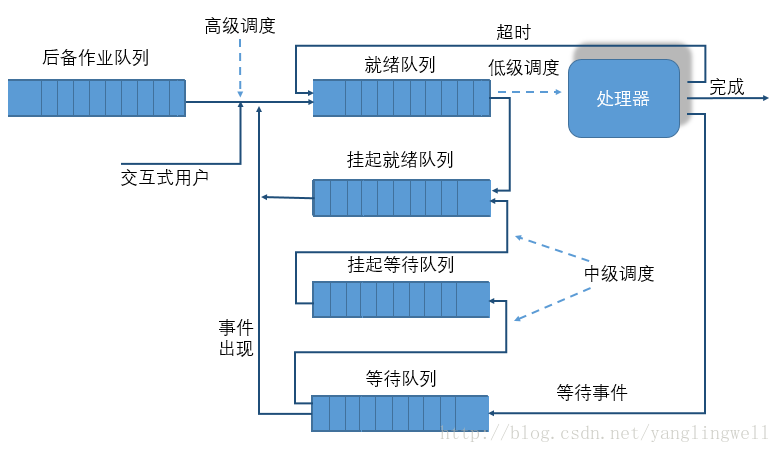 高级调度
超时
后备作业队列
就绪队列
低级调度
处理器
完成
交互式用户
挂起就绪队列
挂起等待队列
中级调度
事件
出现
等待队列
等待事件
http://blog.csdn.net/yanglingwell